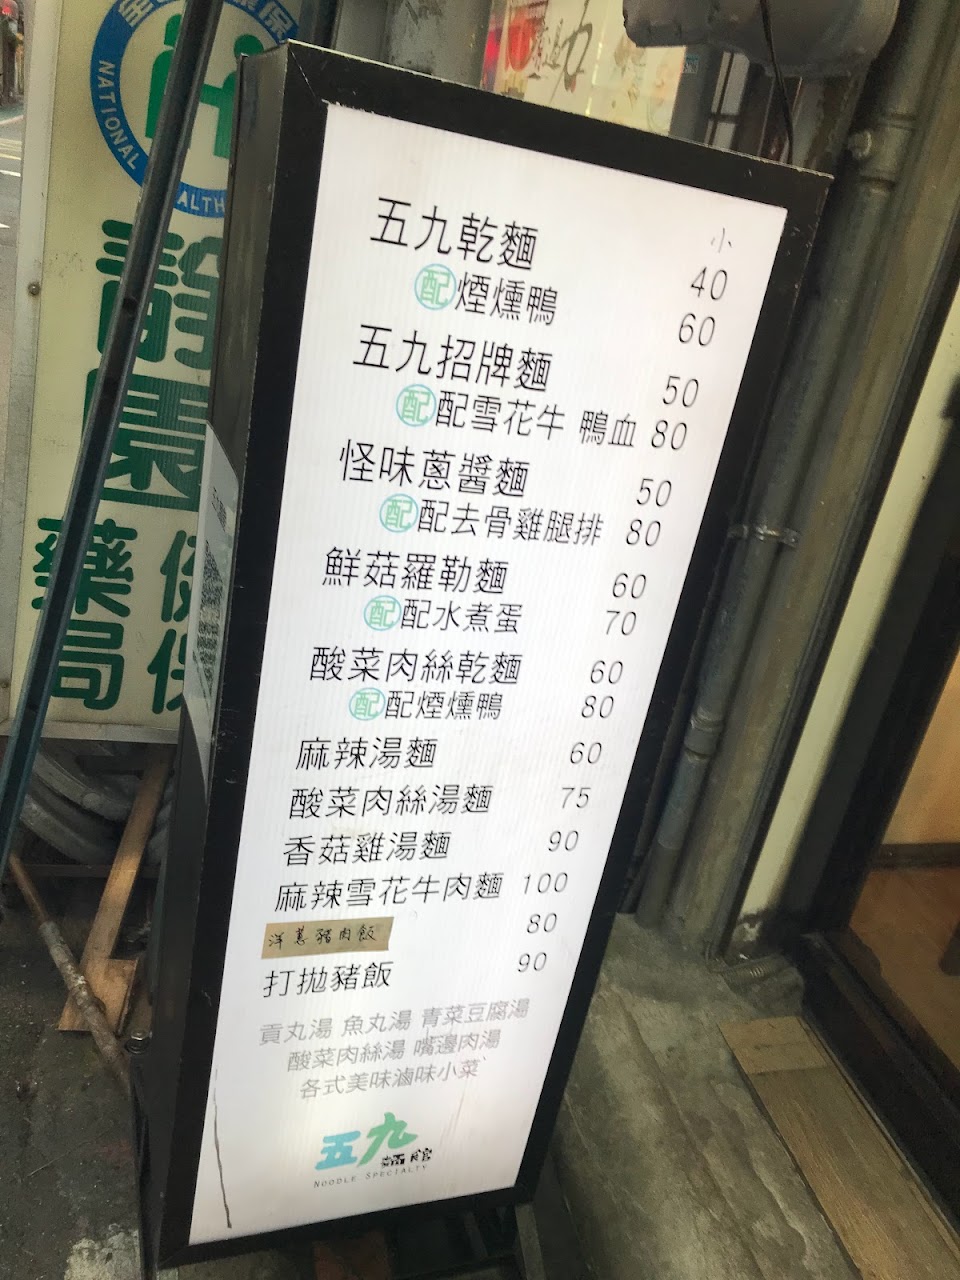 小
五九乾麵 40
配 煙燻鴨 60
五九招牌麵 50
配 配雪花牛 鴨血 80
怪味蔥醬麵 50
配 配去骨雞腿排 80
鮮菇羅勒麵 60
配 配水煮蛋 70
酸菜肉絲乾麵 60
配 配煙燻鴨 80
麻辣湯麵 60
酸菜肉絲湯麵 75
香菇雞湯麵 90
麻辣雪花牛肉麵 100
洋蔥豬肉飯 80
打拋豬飯 90
貢丸湯 魚丸湯 青菜豆腐湯
酸菜肉絲湯 嘴邊肉湯
各式美味滷味小菜
五九 麵館
NOODLE SPECIALTY
NATIONAL
藥局